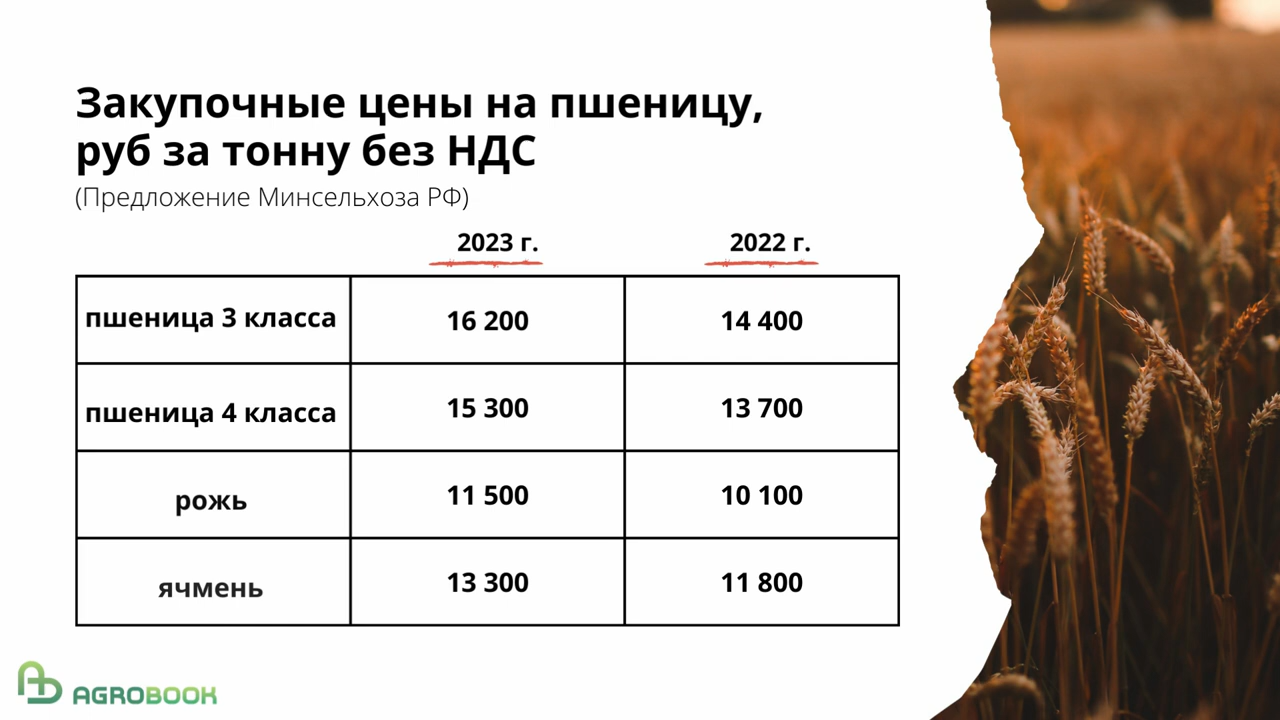 Закупочные цены на пшеницу,
руб за тонну без НДС
(Предложение Минсельхоза РФ)
2023 г. 2022 г.
пшеница 3 класса 16 200 14 400
пшеница 4 класса 15 300 13 700
рожь 11 500 10 100
ячмень 13 300 11 800
AGROBOOK